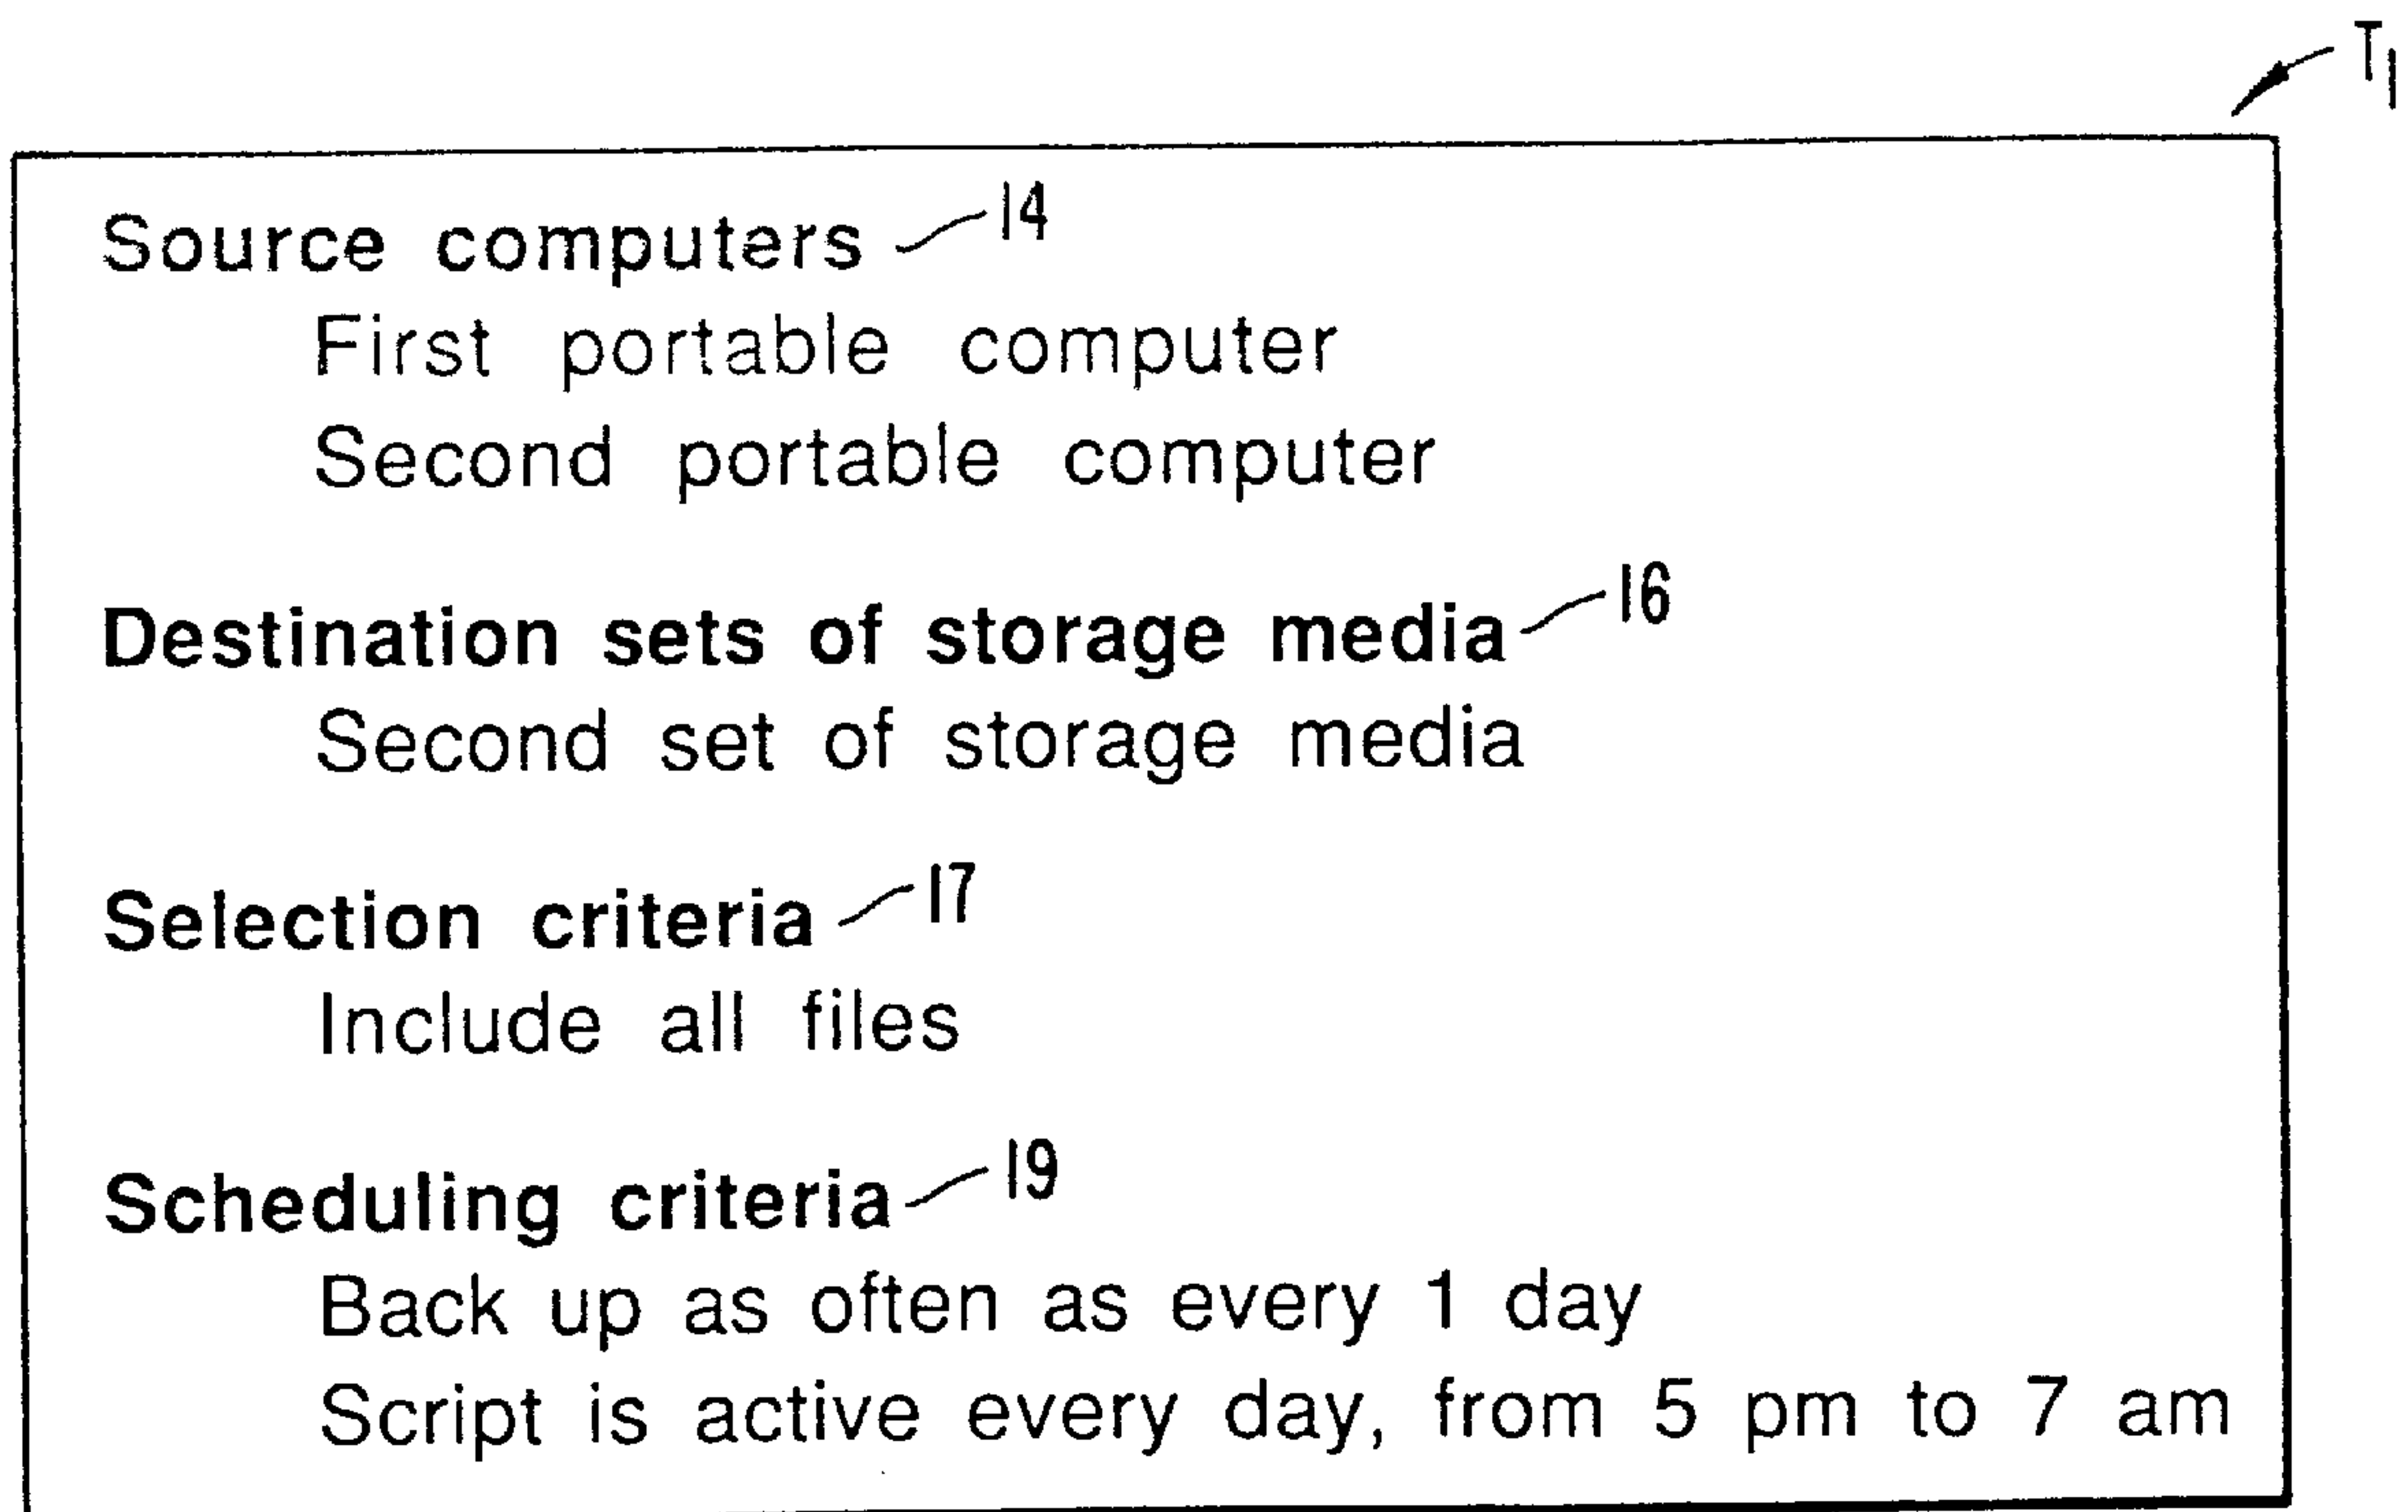 T1
Source computers 14
First portable computer
Second portable computer
Destination sets of storage media 16
Second set of storage media
Selection criteria 17
Include all files
Scheduling criteria 19
Back up as often as every 1 day
Script is active every day, from 5 pm to 7 am